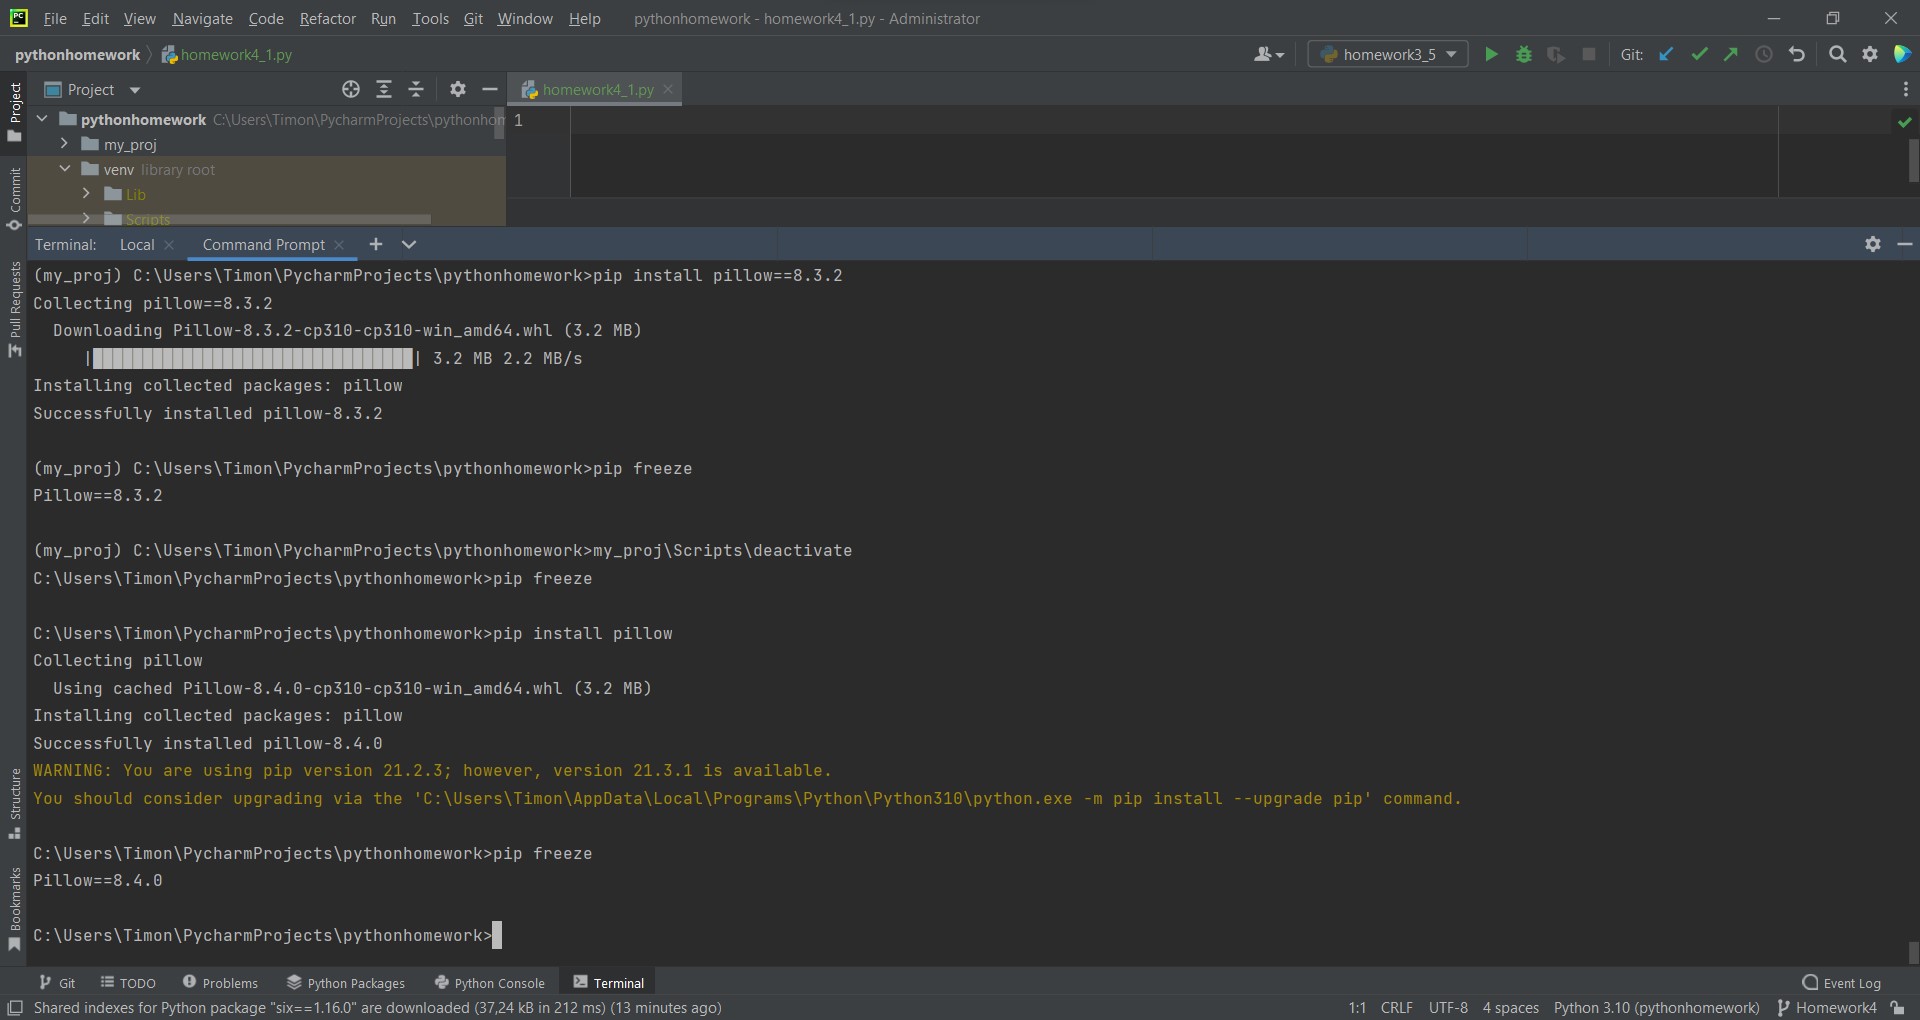 PC File Edit View Navigate Code Refactor Run Tools Git Window Help pythonhomework - homework4_1.py - Administrator
pythonhomework homework4_1.py homework3_5 Git:
Project
homework4_1.py
pythonhomework C:\Users\Timon\PycharmProjects\pythonhom
1
my_proj
venv library root
Lib
Scripts
Project
Commit
Pull Requests
Structure
Bookmarks
Terminal: Local Command Prompt
(my_proj) C:\Users\Timon\PycharmProjects\pythonhomework>pip install pillow==8.3.2
Collecting pillow==8.3.2
Downloading Pillow-8.3.2-cp310-cp310-win_amd64.whl (3.2 MB)
|████████████████████████████████| 3.2 MB 2.2 MB/s
Installing collected packages: pillow
Successfully installed pillow-8.3.2
(my_proj) C:\Users\Timon\PycharmProjects\pythonhomework>pip freeze
Pillow==8.3.2
(my_proj) C:\Users\Timon\PycharmProjects\pythonhomework>my_proj\Scripts\deactivate
C:\Users\Timon\PycharmProjects\pythonhomework>pip freeze
C:\Users\Timon\PycharmProjects\pythonhomework>pip install pillow
Collecting pillow
Using cached Pillow-8.4.0-cp310-cp310-win_amd64.whl (3.2 MB)
Installing collected packages: pillow
Successfully installed pillow-8.4.0
WARNING: You are using pip version 21.2.3; however, version 21.3.1 is available.
You should consider upgrading via the 'C:\Users\Timon\AppData\Local\Programs\Python\Python310\python.exe -m pip install --upgrade pip' command.
C:\Users\Timon\PycharmProjects\pythonhomework>pip freeze
Pillow==8.4.0
C:\Users\Timon\PycharmProjects\pythonhomework>
Git TODO Problems Python Packages Python Console Terminal Event Log
Shared indexes for Python package "six==1.16.0" are downloaded (37,24 kB in 212 ms) (13 minutes ago) 1:1 CRLF UTF-8 4 spaces Python 3.10 (pythonhomework) Homework4